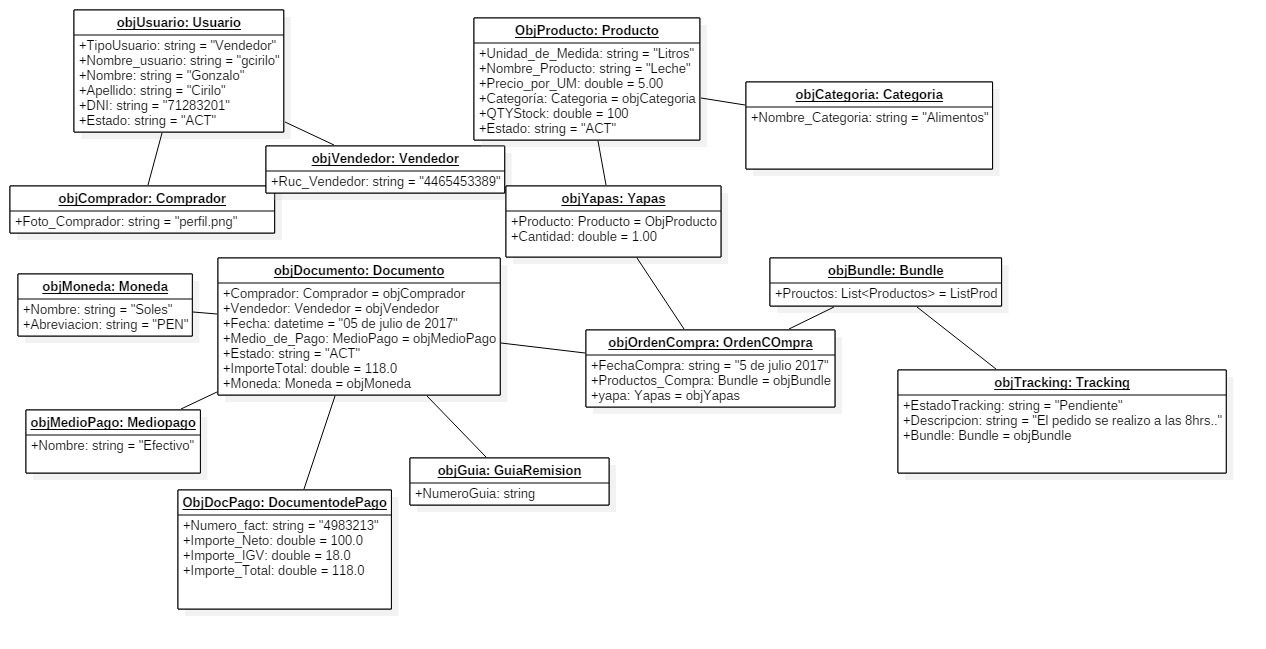 objUsuario: Usuario
+TipoUsuario: string = "Vendedor"
+Nombre_usuario: string = "gcirilo"
+Nombre: string = "Gonzalo"
+Apellido: string = "Cirilo"
+DNI: string = "71283201"
+Estado: string = "ACT"
ObjProducto: Producto
+Unidad_de_Medida: string = "Litros"
+Nombre_Producto: string = "Leche"
+Precio_por_UM: double = 5.00
+Categoría: Categoria = objCategoria
+QTYStock: double = 100
+Estado: string = "ACT"
objCategoria: Categoria
+Nombre_Categoria: string = "Alimentos"
objVendedor: Vendedor
+Ruc_Vendedor: string = "4465453389"
objComprador: Comprador
+Foto_Comprador: string = "perfil.png"
objYapas: Yapas
+Producto: Producto = ObjProducto
+Cantidad: double = 1.00
objMoneda: Moneda
+Nombre: string = "Soles"
+Abreviacion: string = "PEN"
objDocumento: Documento
+Comprador: Comprador = objComprador
+Vendedor: Vendedor = objVendedor
+Fecha: datetime = "05 de julio de 2017"
+Medio_de_Pago: MedioPago = objMedioPago
+Estado: string = "ACT"
+ImporteTotal: double = 118.0
+Moneda: Moneda = objMoneda
objBundle: Bundle
+Prouctos: List<Productos> = ListProd
objOrdenCompra: OrdenCOmpra
+FechaCompra: string = "5 de julio 2017"
+Productos_Compra: Bundle = objBundle
+yapa: Yapas = objYapas
objTracking: Tracking
+EstadoTracking: string = "Pendiente"
+Descripcion: string = "El pedido se realizo a las 8hrs.."
+Bundle: Bundle = objBundle
objMedioPago: Mediopago
+Nombre: string = "Efectivo"
objGuia: GuiaRemision
+NumeroGuia: string
ObjDocPago: DocumentodePago
+Numero_fact: string = "4983213"
+Importe_Neto: double = 100.0
+Importe_IGV: double = 18.0
+Importe_Total: double = 118.0